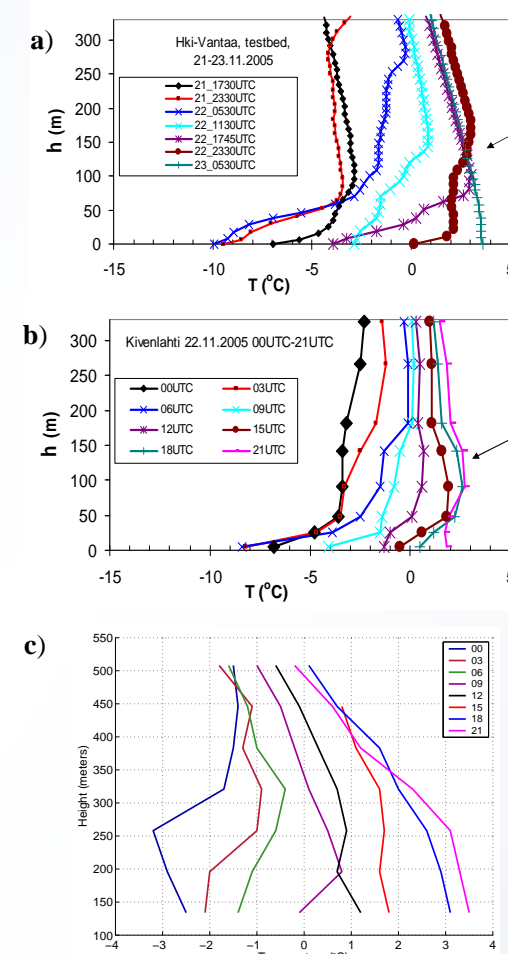 a)
Hki-Vantaa, testbed,
21-23.11.2005
21_1730UTC
21_2330UTC
22_0530UTC
22_1130UTC
22_1745UTC
22_2330UTC
23_0530UTC
h (m)
300
250
200
150
100
50
0
-15 -10 -5 0 5
T (°C)
b)
Kivenlahti 22.11.2005 00UTC-21UTC
00UTC 03UTC
06UTC 09UTC
12UTC 15UTC
18UTC 21UTC
h (m)
300
250
200
150
100
50
0
-15 -10 -5 0 5
T (°C)
c)
00
03
06
09
12
15
18
21
Height (meters)
550
500
450
400
350
300
250
200
150
100
−4 −3 −2 −1 0 1 2 3 4